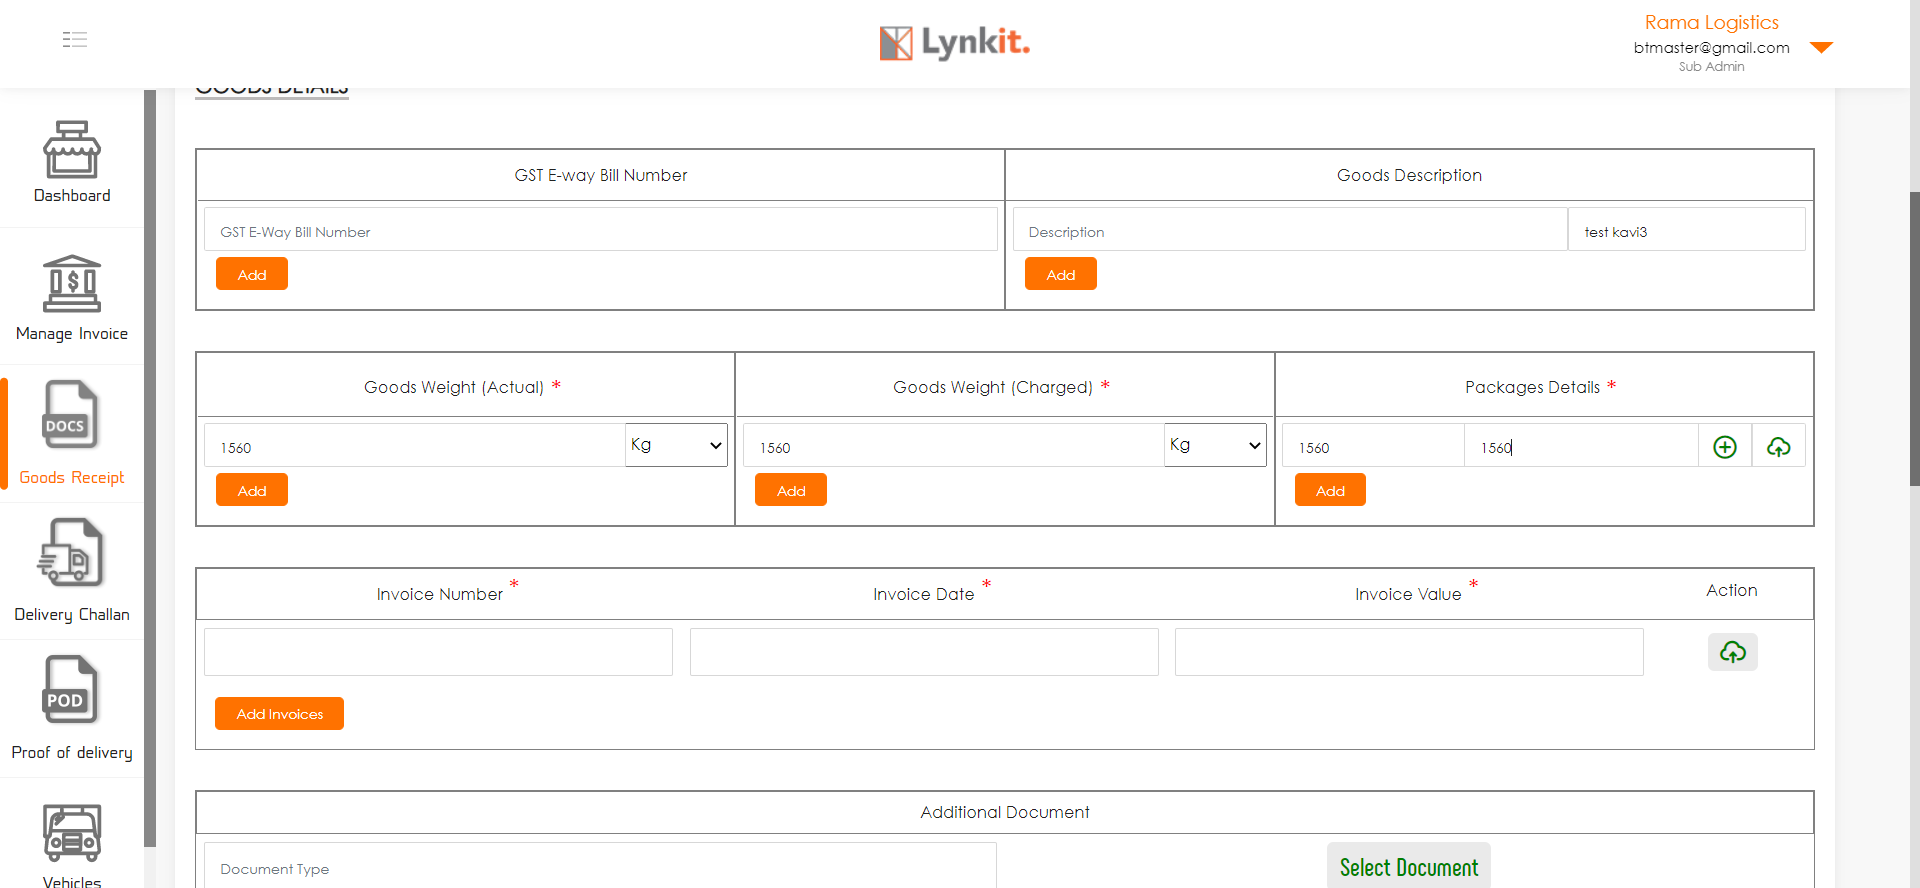 Lynkit.
Rama Logistics
btmaster@gmail.com
Sub Admin
GOODS DETAILS
Dashboard
Manage Invoice
DOCS
Goods Receipt
Delivery Challan
POD
Proof of delivery
Vehicles
GST E-way Bill Number
Goods Description
GST E-Way Bill Number
Description
test kavi3
Add
Add
Goods Weight (Actual) *
Goods Weight (Charged) *
Packages Details *
1560
Kg
1560
Kg
1560
1560
Add
Add
Add
Invoice Number *
Invoice Date *
Invoice Value *
Action
Add Invoices
Additional Document
Document Type
Select Document